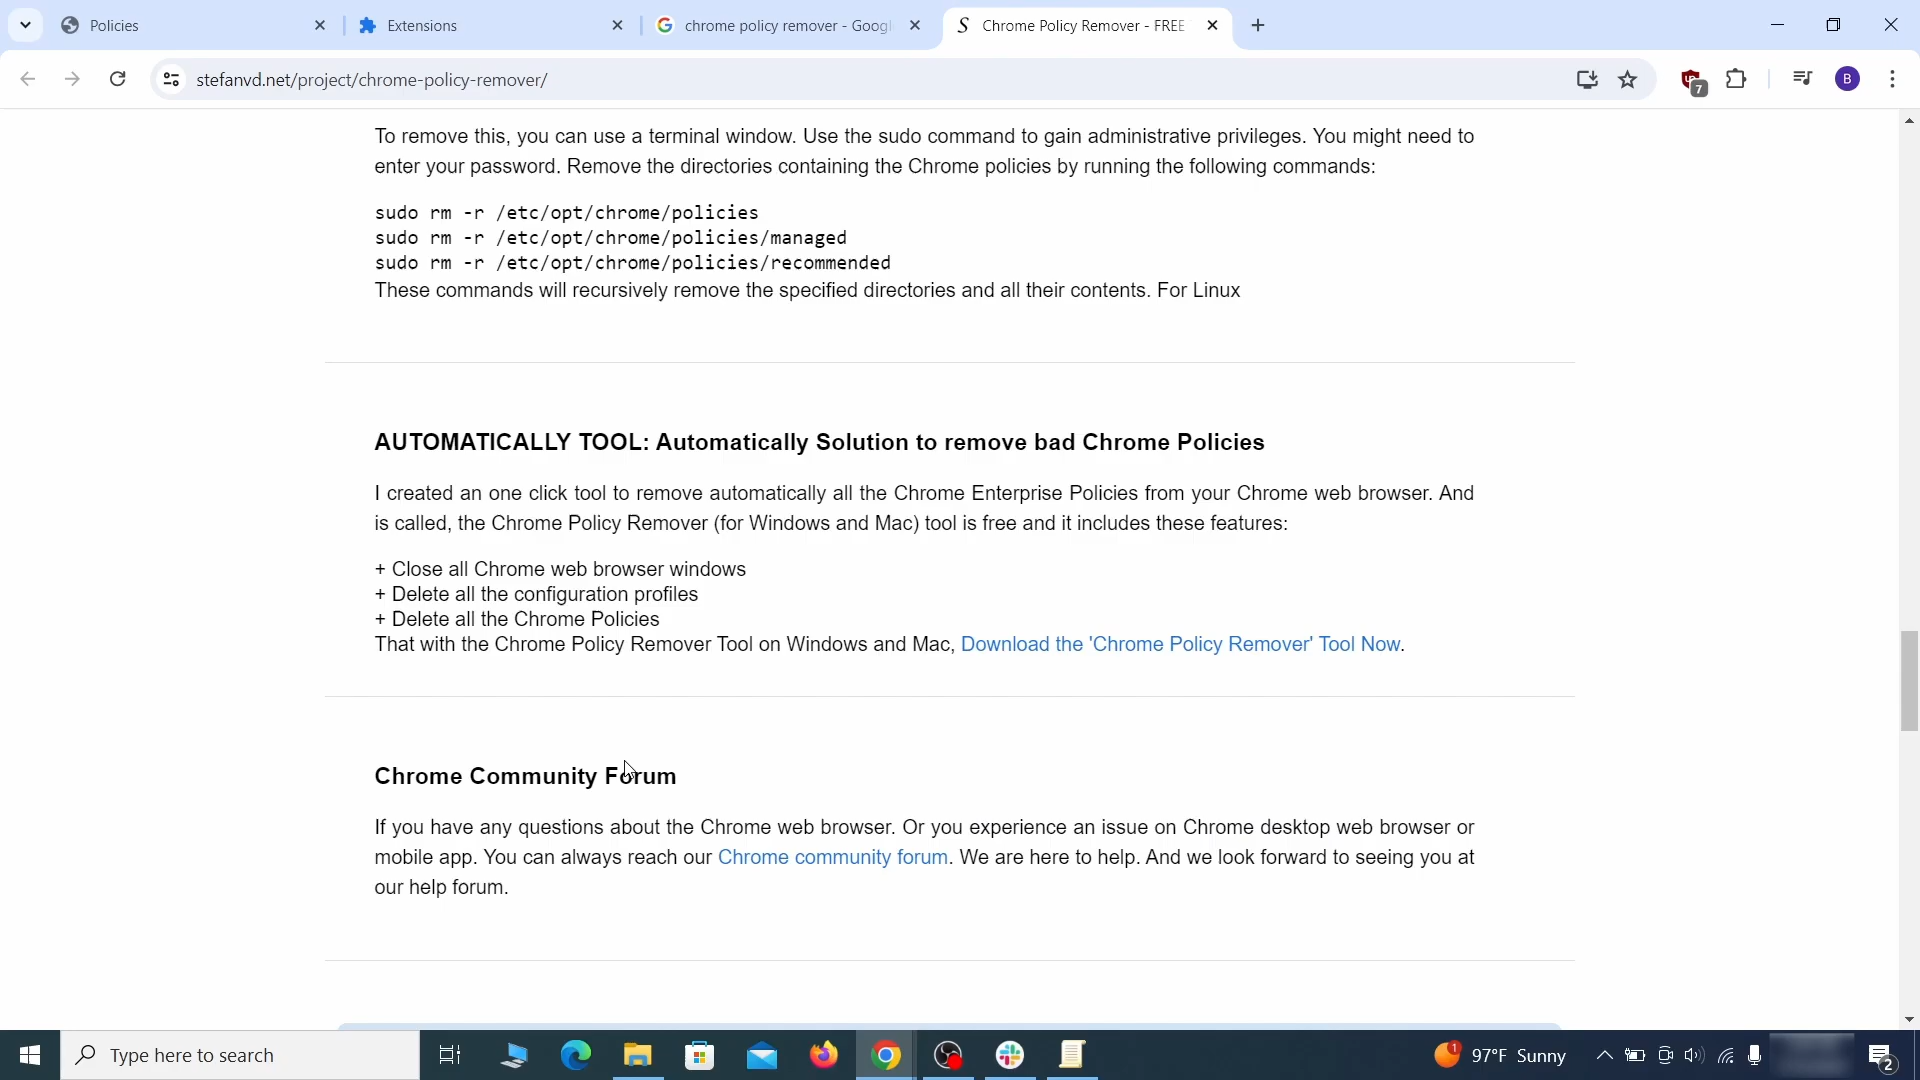 Policies
Extensions
chrome policy remover - Googl
Chrome Policy Remover - FREE
stefanvd.net/project/chrome-policy-remover/
7
B
To remove this, you can use a terminal window. Use the sudo command to gain administrative privileges. You might need to
enter your password. Remove the directories containing the Chrome policies by running the following commands:
sudo rm -r /etc/opt/chrome/policies
sudo rm -r /etc/opt/chrome/policies/managed
sudo rm -r /etc/opt/chrome/policies/recommended
These commands will recursively remove the specified directories and all their contents. For Linux
AUTOMATICALLY TOOL: Automatically Solution to remove bad Chrome Policies
I created an one click tool to remove automatically all the Chrome Enterprise Policies from your Chrome web browser. And
is called, the Chrome Policy Remover (for Windows and Mac) tool is free and it includes these features:
+ Close all Chrome web browser windows
+ Delete all the configuration profiles
+ Delete all the Chrome Policies
That with the Chrome Policy Remover Tool on Windows and Mac, Download the 'Chrome Policy Remover' Tool Now.
Chrome Community Forum
If you have any questions about the Chrome web browser. Or you experience an issue on Chrome desktop web browser or
mobile app. You can always reach our Chrome community forum. We are here to help. And we look forward to seeing you at
our help forum.
Type here to search
1
97°F Sunny
2